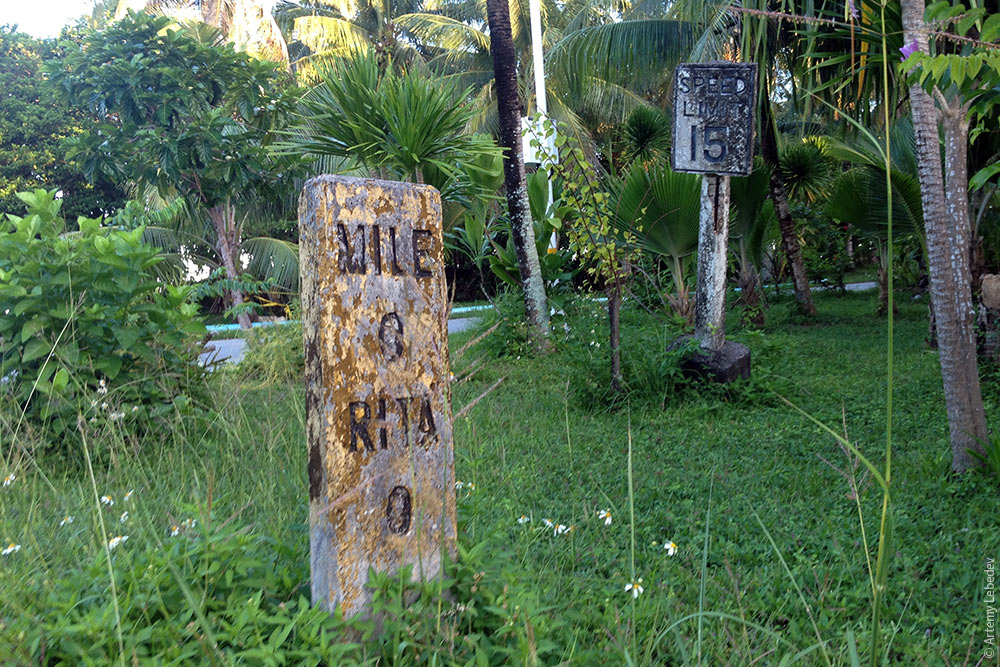 MILE
0
RITA
0
SPEED
LIMIT
15
© Artemy Lebedev